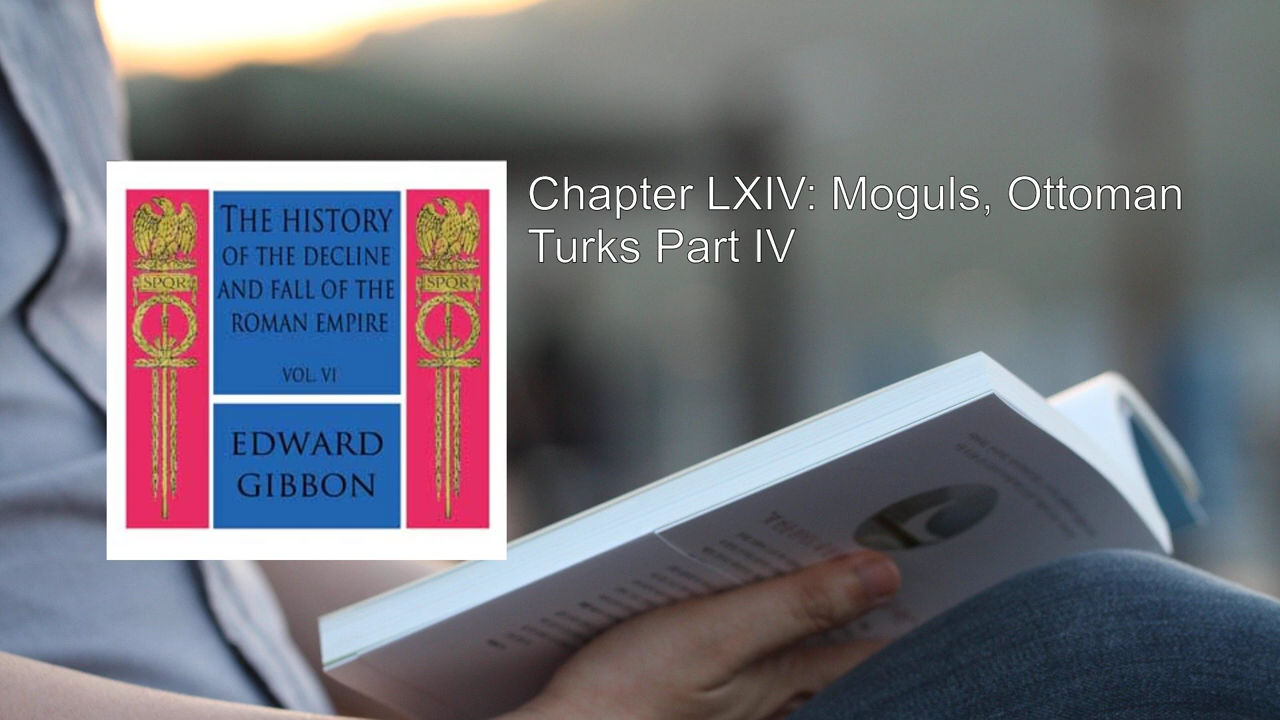 Chapter LXIV: Moguls, Ottoman
Turks Part IV
THE HISTORY
OF THE DECLINE
AND FALL OF THE
ROMAN EMPIRE
VOL. VI
EDWARD
GIBBON
SPQR
SPQR